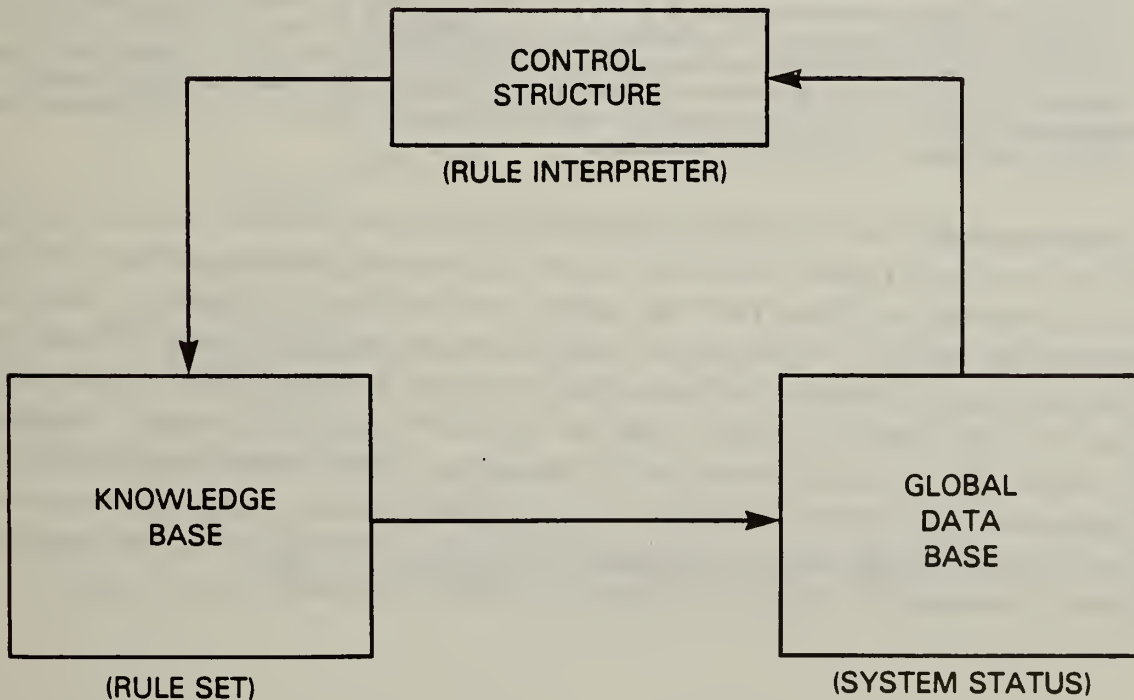 CONTROL
STRUCTURE
(RULE INTERPRETER)
KNOWLEDGE
BASE
(RULE SET)
GLOBAL
DATA
BASE
(SYSTEM STATUS)